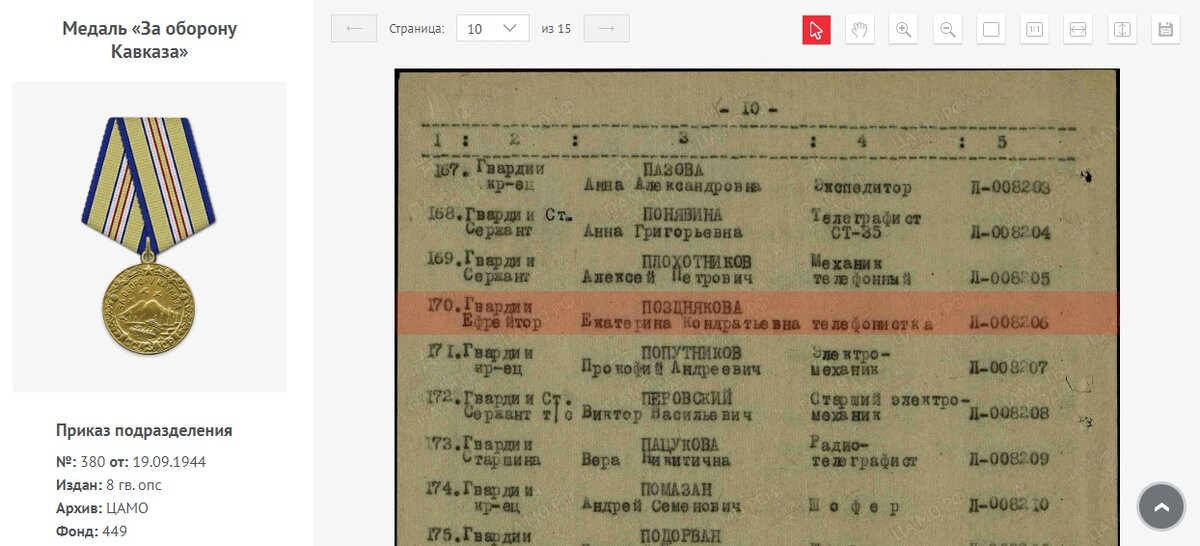 Медаль «За оборону
Кавказа»
Приказ подразделения
№: 380 от: 19.09.1944
Издан: 8 гв. опс
Архив: ЦАМО
Фонд: 449
Страница: 10 из 15
1:1
- 10 -
1 : 2 : 3 : 4 : 5
167. Гвардии ПАЗОВА
кр-ец Анна Александровна Экспедитор Л-008203
168. Гвардии Ст. ПОНЯВИНА Телеграфист
Сержант Анна Григорьевна СТ-35 Л-008204
169. Гвардии ПЛОХОТНИКОВ Механик
Сержант Алексей Петрович телефонный Л-008205
170. Гвардии ПОЗДНЯКОВА
Ефрейтор Екатерина Кондратьевна телефонистка Л-008206
171. Гвардии ПОПУТНИКОВ Электро-
кр-ец Прокофий Андреевич механик Л-008207
172. Гвардии Ст. ПЕРОВСКИЙ Старший электро-
Сержант т/с Виктор Васильевич механик Л-008208
173. Гвардии ПАЦУКОВА Радио-
Старшина Вера Никитична телеграфист Л-008209
174. Гвардии ПОМАЗАН
кр-ец Андрей Семенович Шофер Л-008210
175. Гвардии ПОДОРВАН